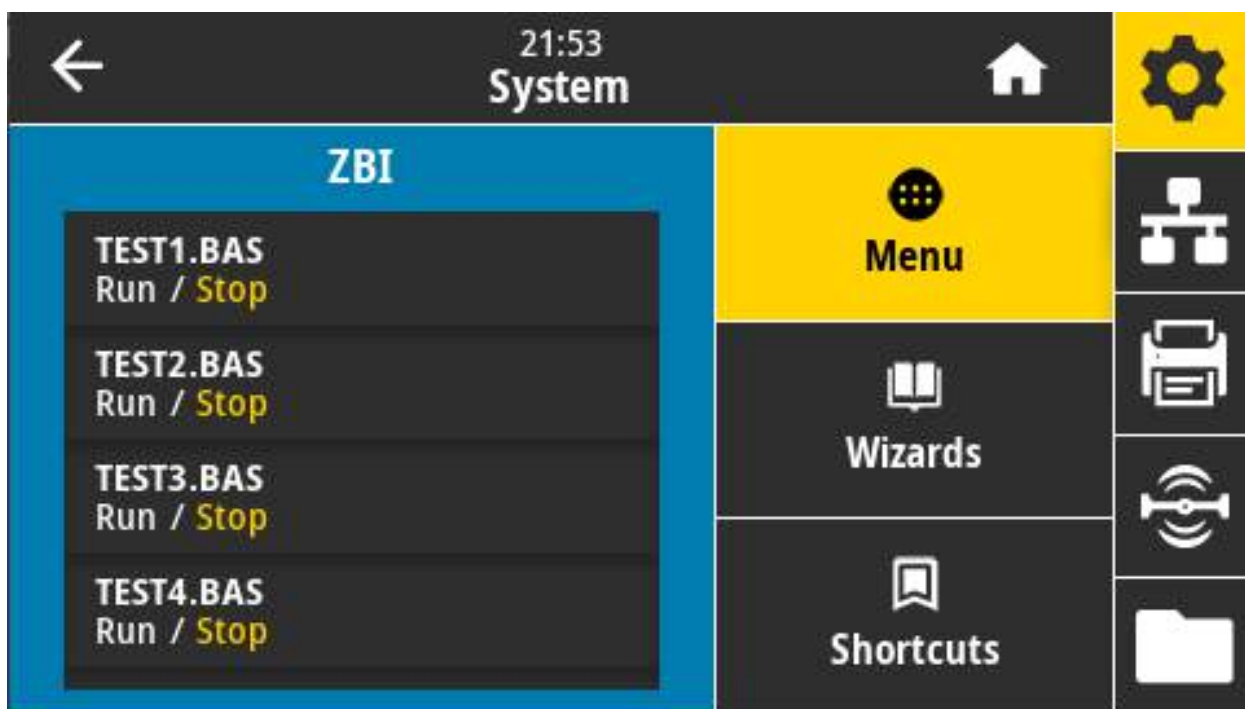 21:53
System
ZBI
TEST1.BAS
Run / Stop
TEST2.BAS
Run / Stop
TEST3.BAS
Run / Stop
TEST4.BAS
Run / Stop
Menu
Wizards
Shortcuts